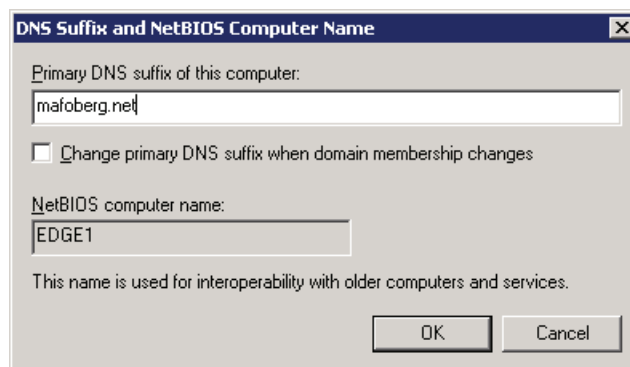 DNS Suffix and NetBIOS Computer Name
Primary DNS suffix of this computer:
mafoberg.net
Change primary DNS suffix when domain membership changes
NetBIOS computer name:
EDGE1
This name is used for interoperability with older computers and services.
OK
Cancel